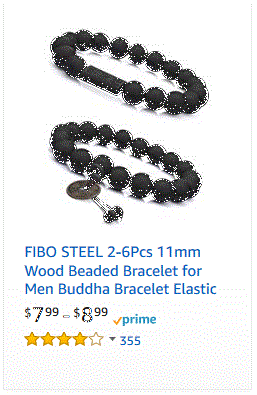 FIBO STEEL 2-6Pcs 11mm
Wood Beaded Bracelet for
Men Buddha Bracelet Elastic
$7.99 - $8.99 prime
355